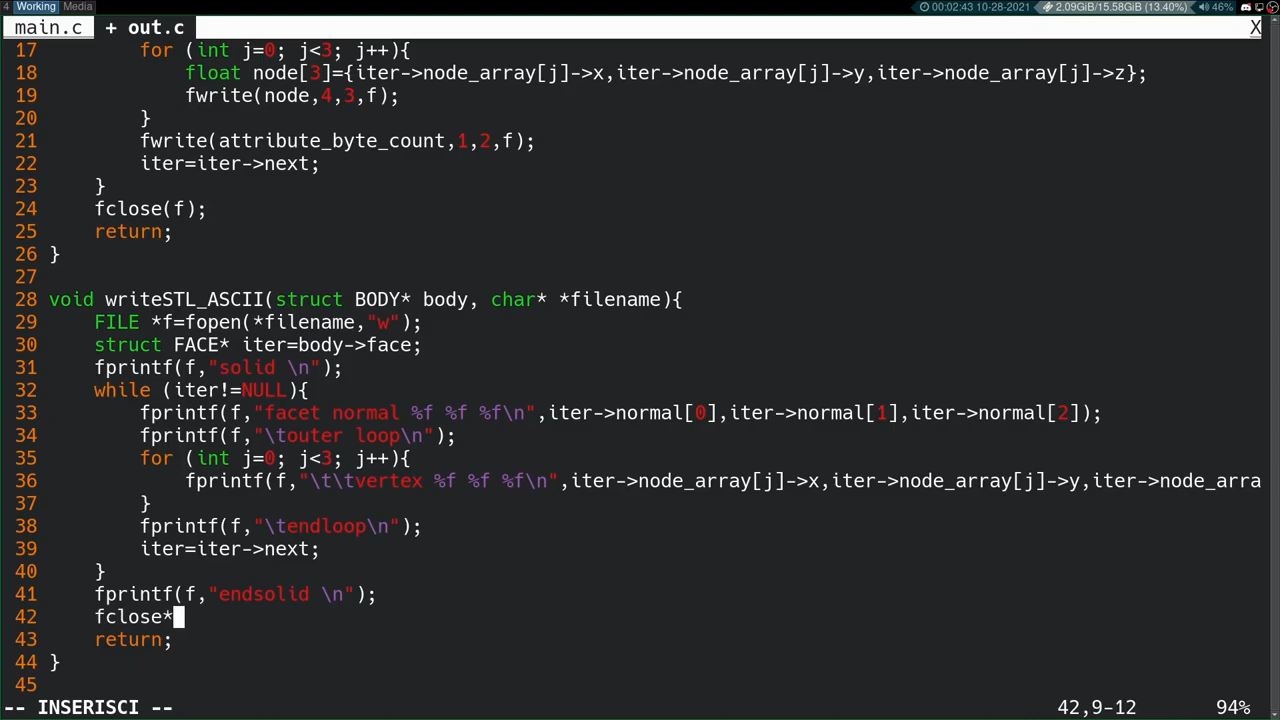 4 Working Media 00:02:43 10-28-2021 2.09GiB/15.58GiB (13.40%) 46%
main.c + out.c X
17 for (int j=0; j<3; j++){
18 float node[3]={iter->node_array[j]->x,iter->node_array[j]->y,iter->node_array[j]->z};
19 fwrite(node,4,3,f);
20 }
21 fwrite(attribute_byte_count,1,2,f);
22 iter=iter->next;
23 }
24 fclose(f);
25 return;
26 }
27
28 void writeSTL_ASCII(struct BODY* body, char* *filename){
29 FILE *f=fopen(*filename,"w");
30 struct FACE* iter=body->face;
31 fprintf(f,"solid \n");
32 while (iter!=NULL){
33 fprintf(f,"facet normal %f %f %f\n",iter->normal[0],iter->normal[1],iter->normal[2]);
34 fprintf(f,"\touter loop\n");
35 for (int j=0; j<3; j++){
36 fprintf(f,"\t\tvertex %f %f %f\n",iter->node_array[j]->x,iter->node_array[j]->y,iter->node_arra
37 }
38 fprintf(f,"\tendloop\n");
39 iter=iter->next;
40 }
41 fprintf(f,"endsolid \n");
42 fclose*
43 return;
44 }
45
-- INSERISCI -- 42,9-12 94%